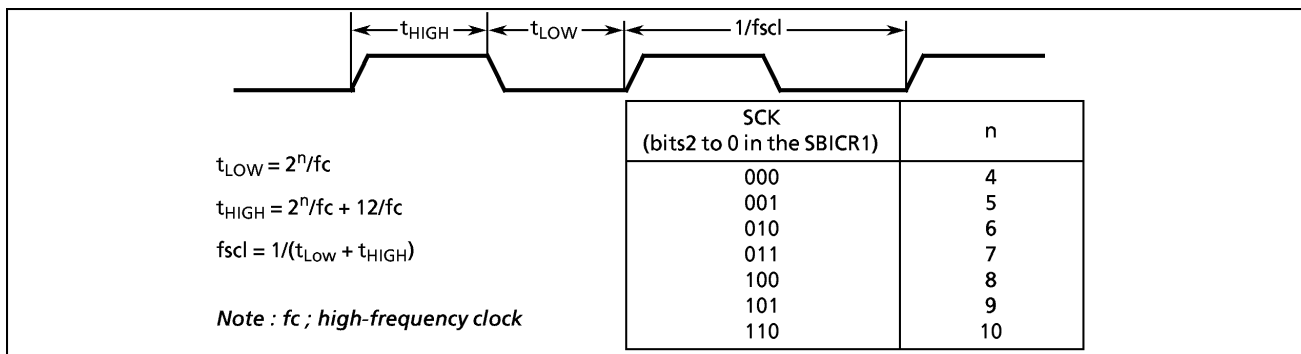 tHIGH tLOW 1/fscl
SCK
(bits2 to 0 in the SBICR1) n
tLOW = 2ⁿ/fc
tHIGH = 2ⁿ/fc + 12/fc
fscl = 1/(tLow + tHIGH)
Note : fc ; high-frequency clock
000 4
001 5
010 6
011 7
100 8
101 9
110 10